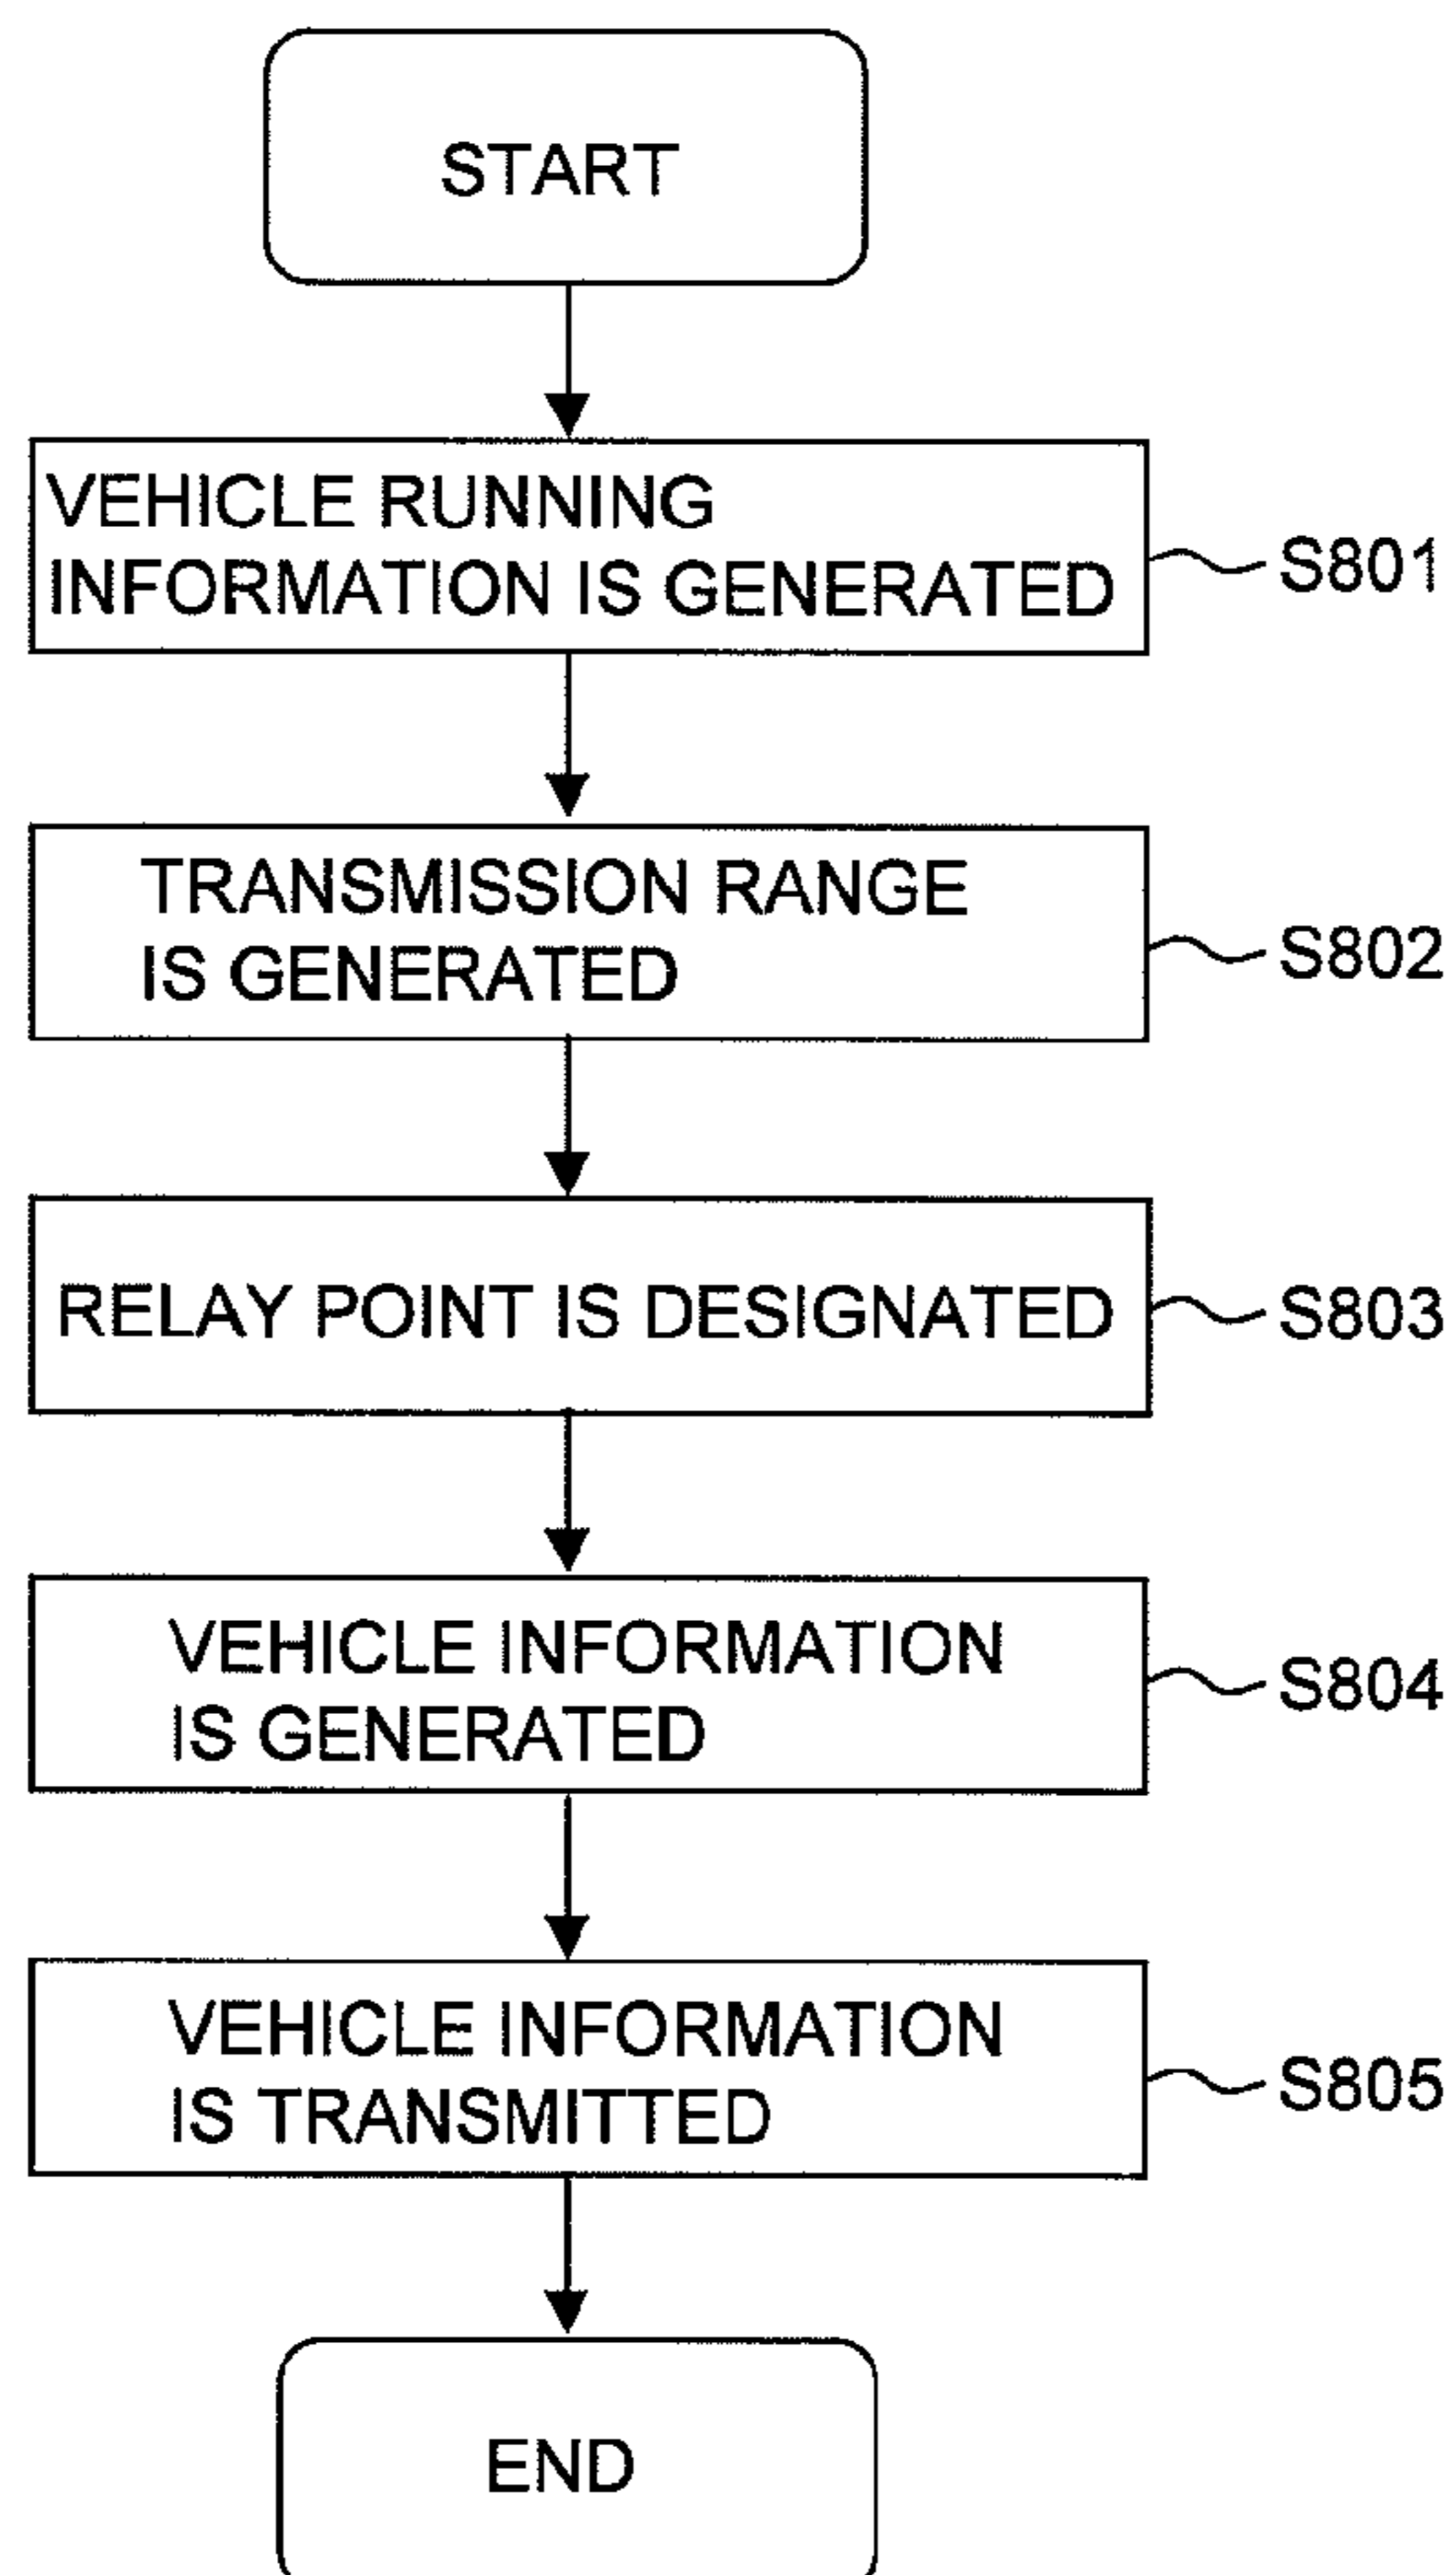 START
VEHICLE RUNNING
INFORMATION IS GENERATED
S801
TRANSMISSION RANGE
IS GENERATED
S802
RELAY POINT IS DESIGNATED
S803
VEHICLE INFORMATION
IS GENERATED
S804
VEHICLE INFORMATION
IS TRANSMITTED
S805
END